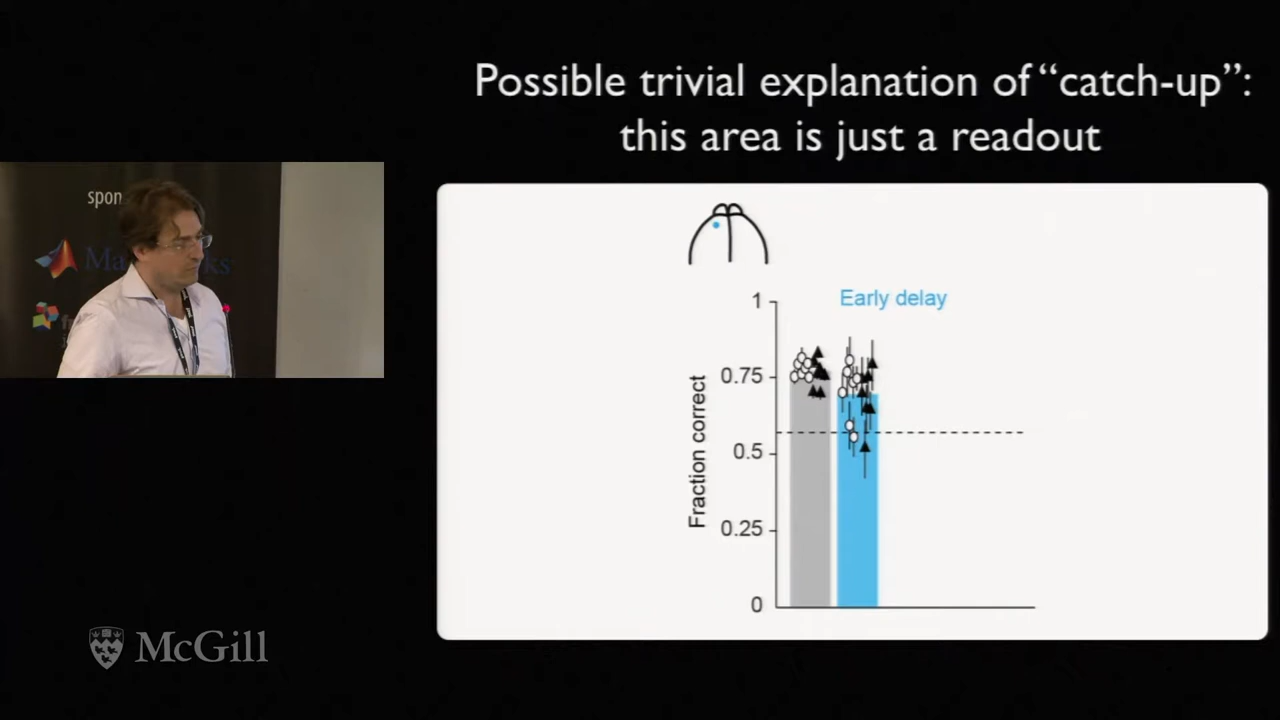 Possible trivial explanation of “catch-up”:
this area is just a readout
spon
Early delay
1
0.75
0.5
0.25
0
Fraction correct
McGill